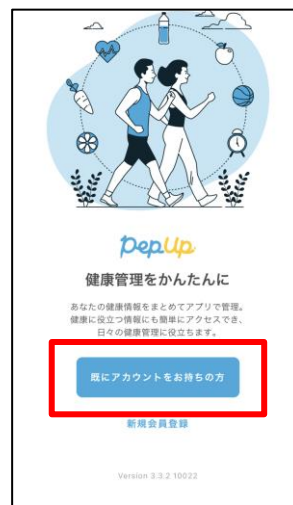 PepUp
健康管理をかんたんに
あなたの健康情報をまとめてアプリで管理。
健康に役立つ情報にも簡単にアクセスでき、
日々の健康管理に役立ちます。
既にアカウントをお持ちの方
新規会員登録
Version 3.3.2 10022